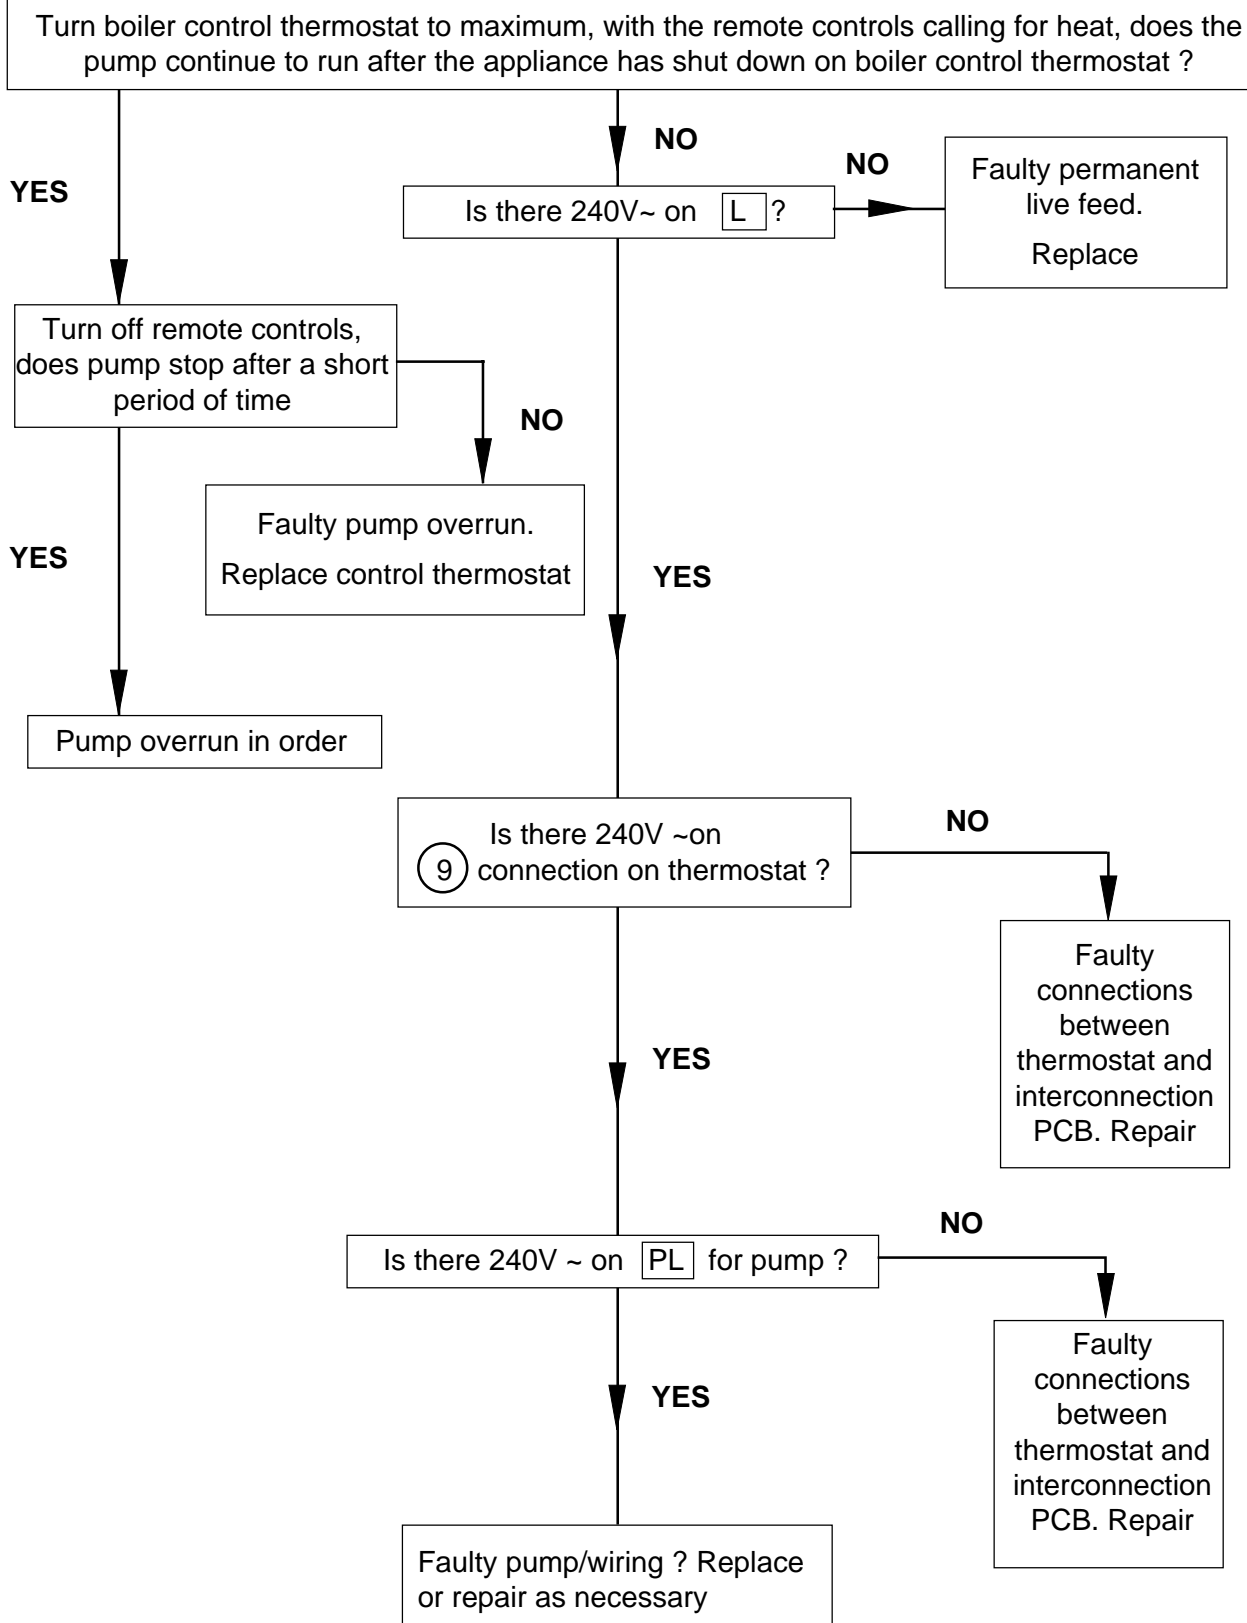 Turn boiler control thermostat to maximum, with the remote controls calling for heat, does the
pump continue to run after the appliance has shut down on boiler control thermostat ?
NO
NO
YES
Is there 240V~ on L ?
Faulty permanent
live feed.
Replace
Turn off remote controls,
does pump stop after a short
period of time
NO
Faulty pump overrun.
Replace control thermostat
YES
YES
Pump overrun in order
Is there 240V ~on
9 connection on thermostat ?
NO
Faulty
connections
between
thermostat and
interconnection
PCB. Repair
YES
Is there 240V ~ on PL for pump ?
NO
Faulty
connections
between
thermostat and
interconnection
PCB. Repair
YES
Faulty pump/wiring ? Replace
or repair as necessary